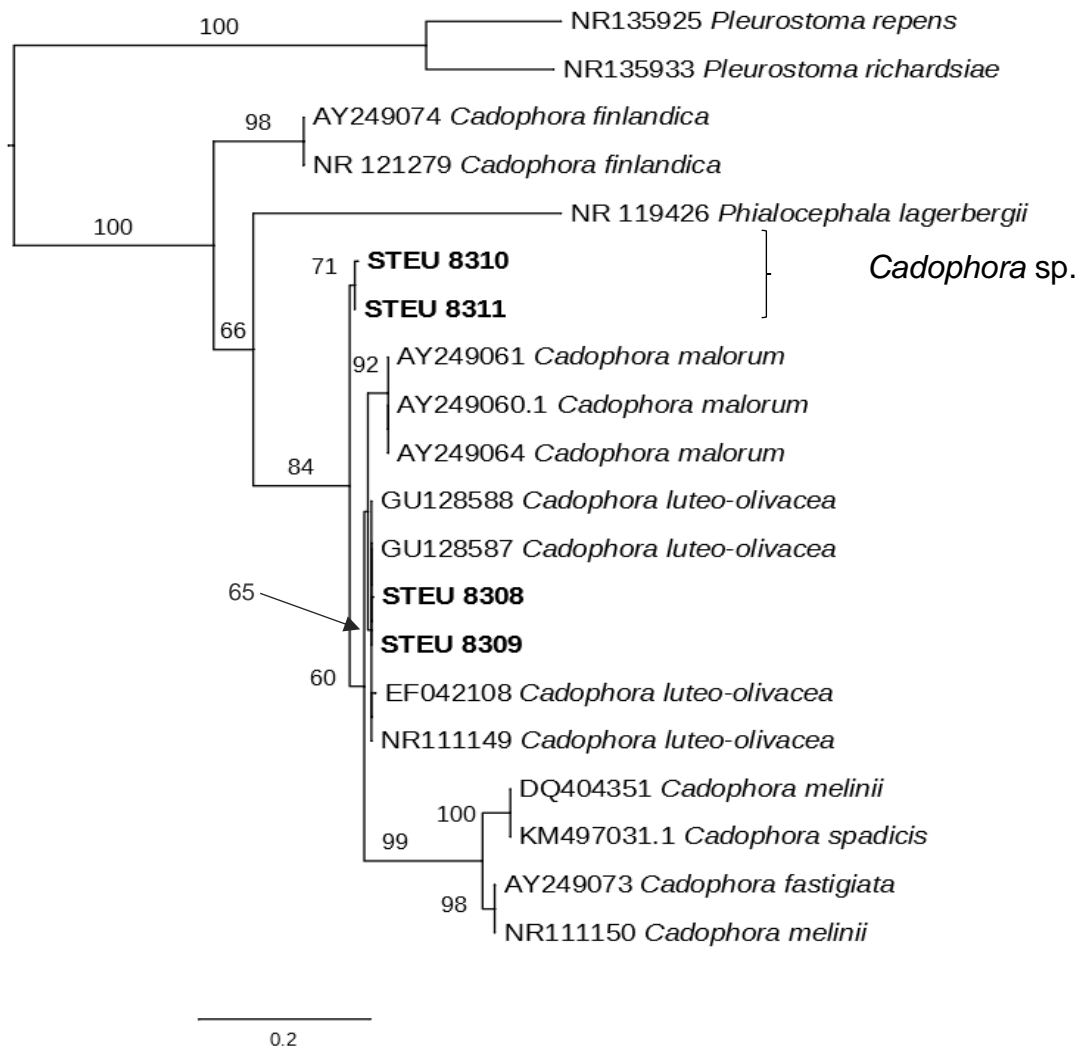 100
NR135925 Pleurostoma repens
NR135933 Pleurostoma richardsiae
98
AY249074 Cadophora finlandica
NR 121279 Cadophora finlandica
100
NR 119426 Phialocephala lagerbergii
71
STEU 8310
Cadophora sp.
STEU 8311
66
92
AY249061 Cadophora malorum
AY249060.1 Cadophora malorum
AY249064 Cadophora malorum
84
GU128588 Cadophora luteo-olivacea
GU128587 Cadophora luteo-olivacea
65
STEU 8308
STEU 8309
60
EF042108 Cadophora luteo-olivacea
NR111149 Cadophora luteo-olivacea
DQ404351 Cadophora melinii
100
KM497031.1 Cadophora spadicis
99
AY249073 Cadophora fastigiata
98
NR111150 Cadophora melinii
0.2